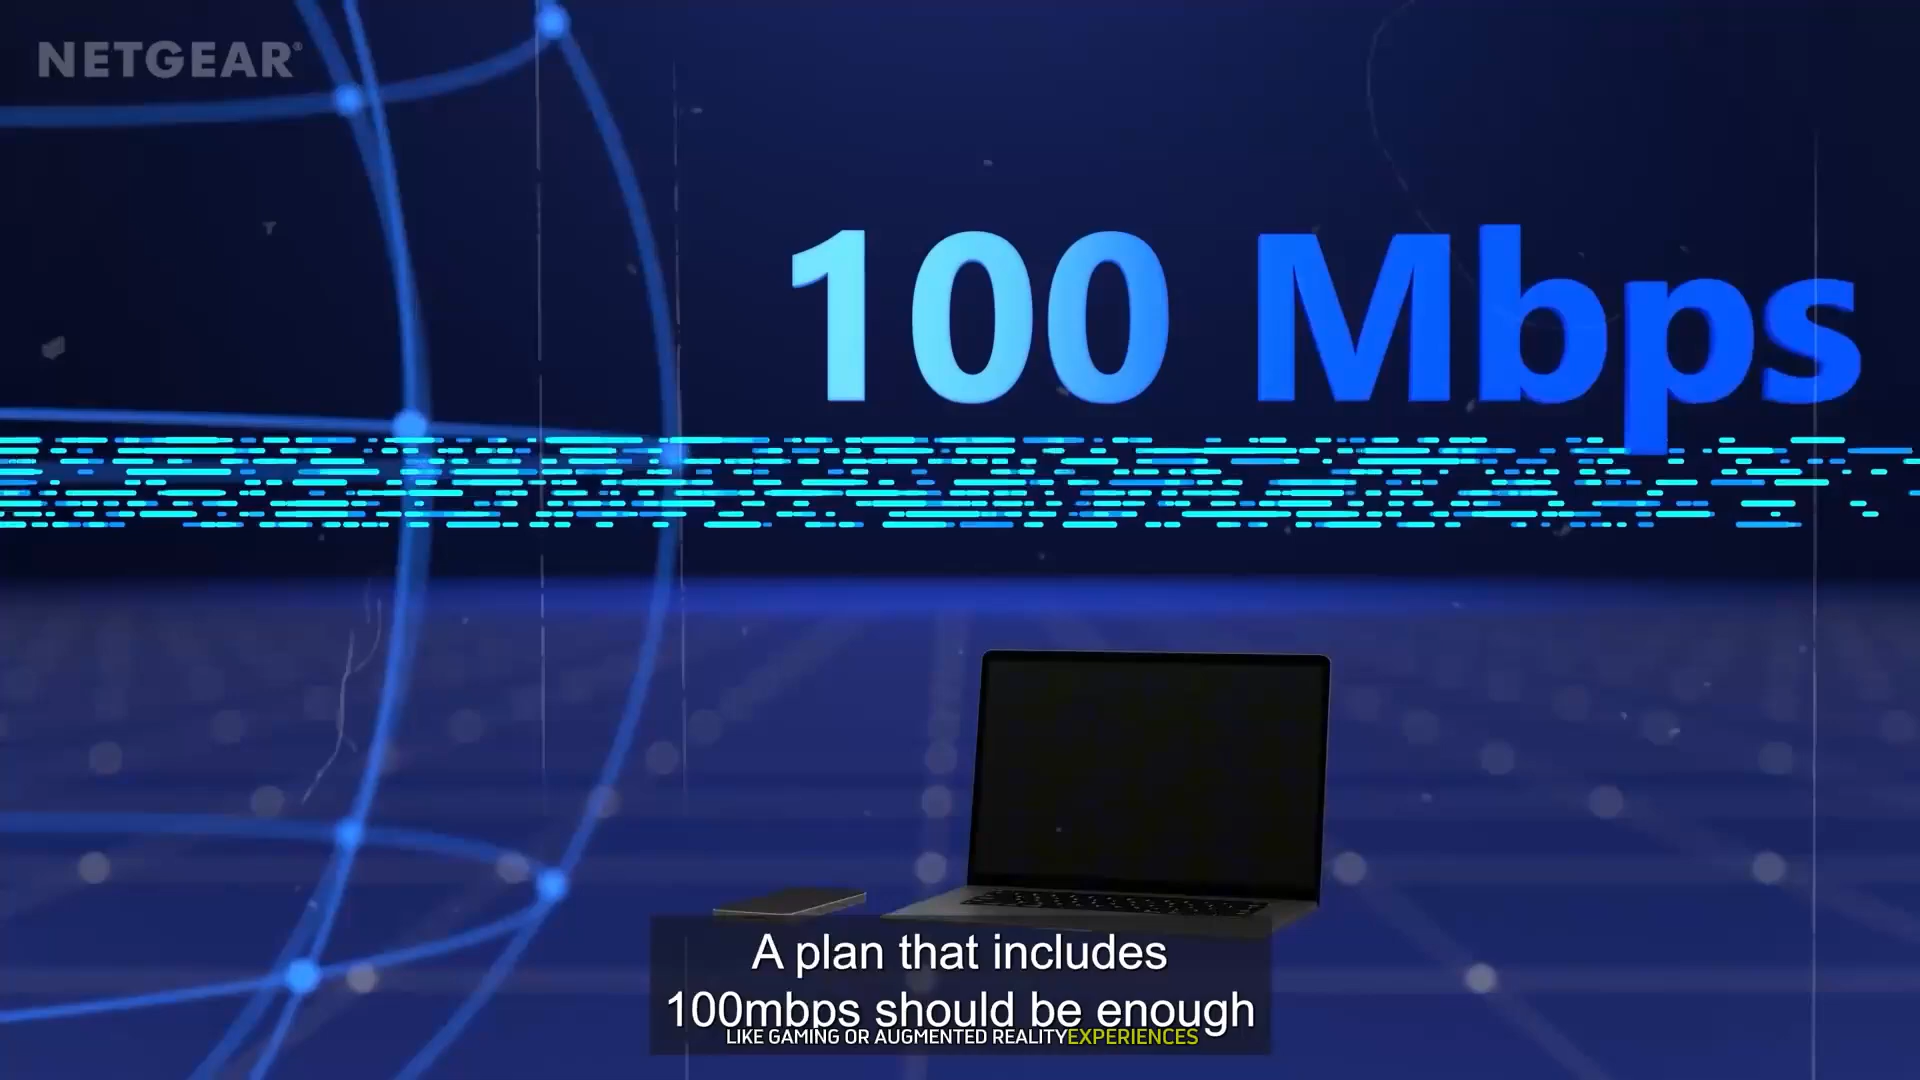 NETGEAR®
100 Mbps
A plan that includes
100mbps should be enough
LIKE GAMING OR AUGMENTED REALITY EXPERIENCES